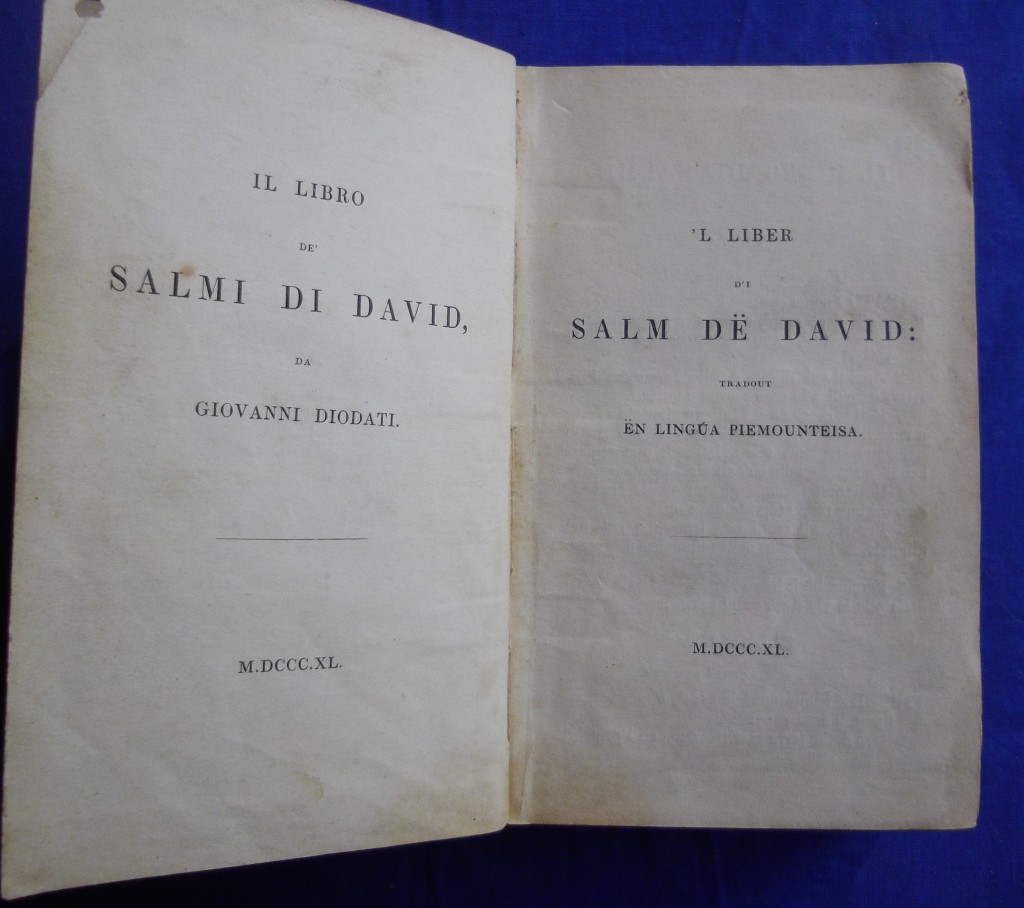 IL LIBRO
DE'
SALMI DI DAVID,
DA
GIOVANNI DIODATI.
M.DCCC.XL.
'L LIBER
D'I
SALM DË DAVID:
TRADOUT
ËN LINGÚA PIEMOUNTEISA.
M.DCCC.XL.